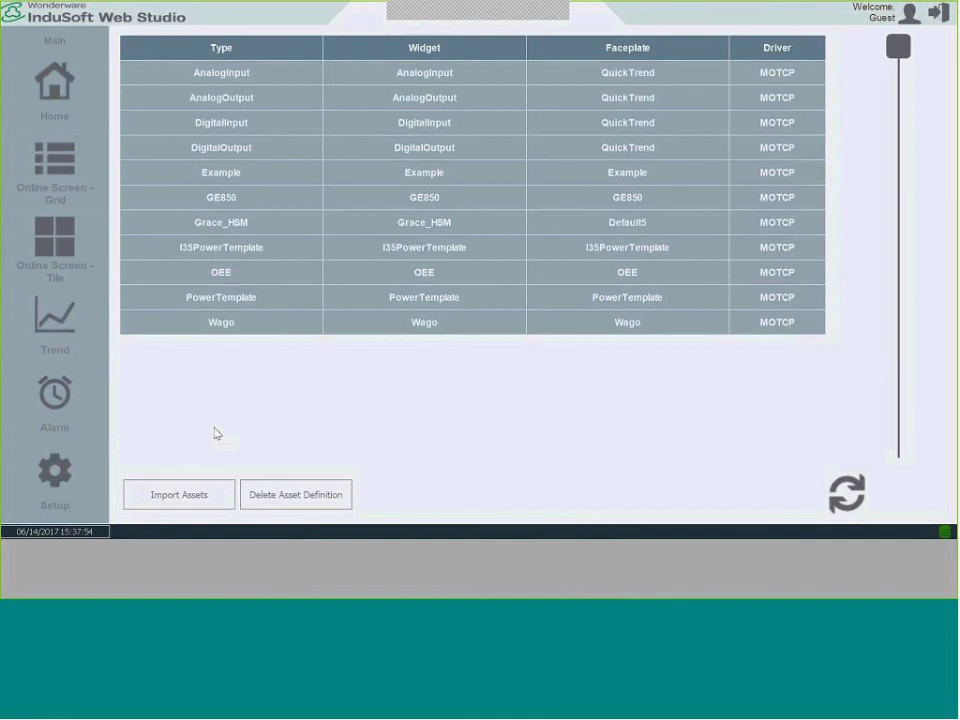 Wonderware
InduSoft Web Studio
Welcome,
Guest
Main
Home
Online Screen -
Grid
Online Screen -
Tile
Trend
Alarm
Setup
Type Widget Faceplate Driver
AnalogInput AnalogInput QuickTrend MOTCP
AnalogOutput AnalogOutput QuickTrend MOTCP
DigitalInput DigitalInput QuickTrend MOTCP
DigitalOutput DigitalOutput QuickTrend MOTCP
Example Example Example MOTCP
GE850 GE850 GE850 MOTCP
Grace_HSM Grace_HSM Default5 MOTCP
I35PowerTemplate I35PowerTemplate I35PowerTemplate MOTCP
OEE OEE OEE MOTCP
PowerTemplate PowerTemplate PowerTemplate MOTCP
Wago Wago Wago MOTCP
Import Assets Delete Asset Definition
06/14/2017 15:37:54